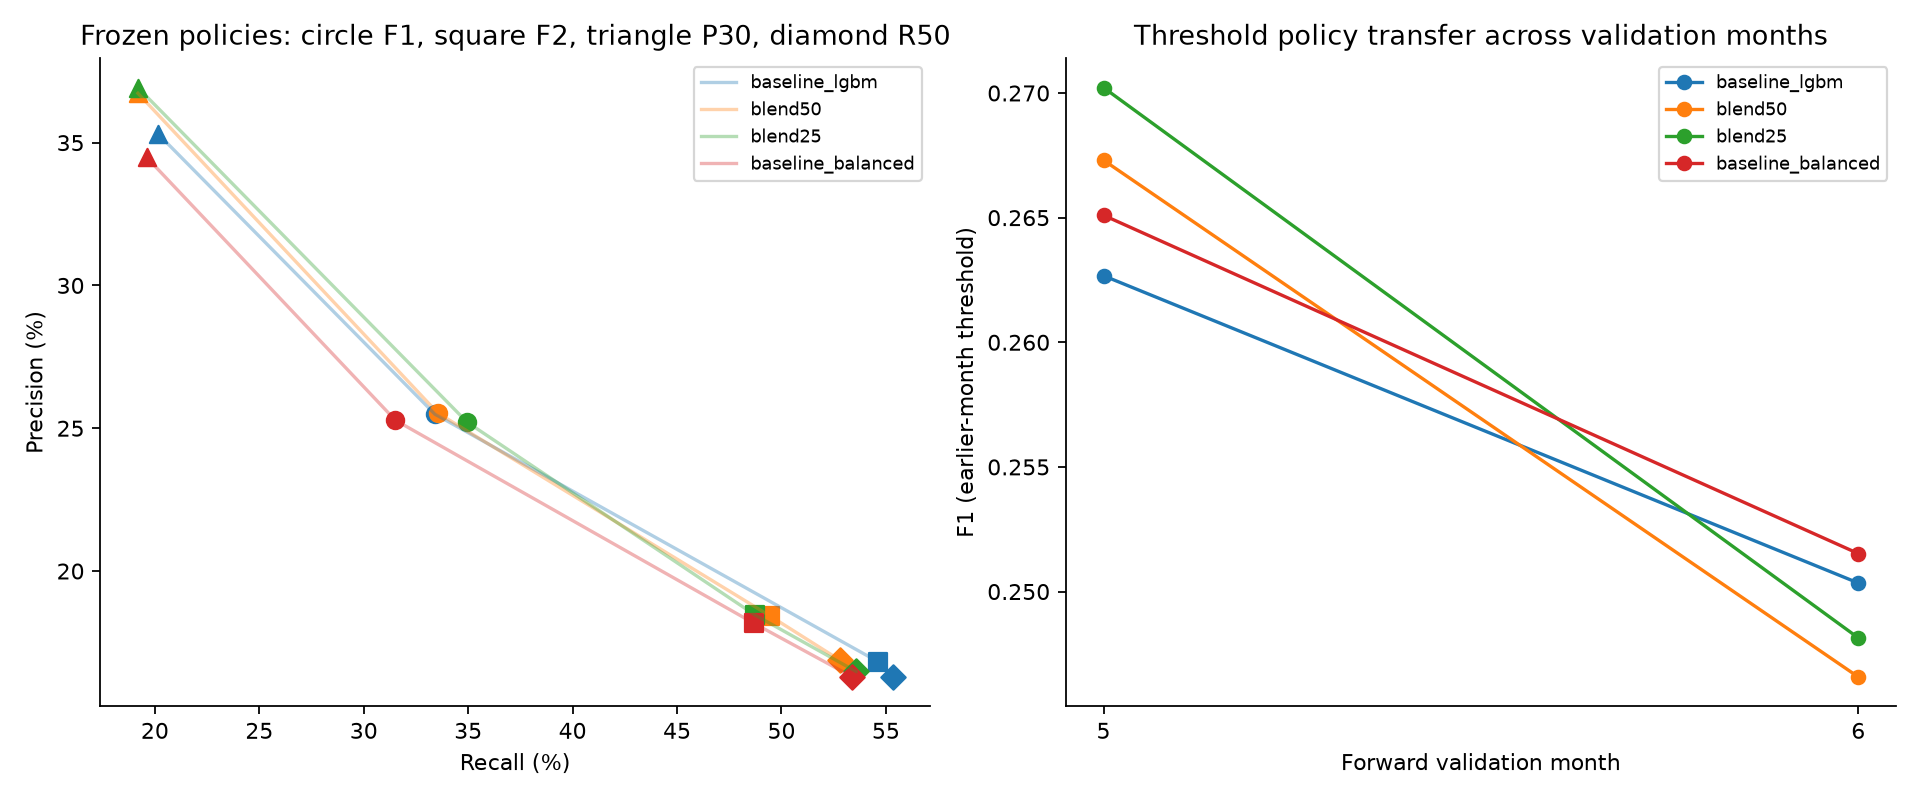 Frozen policies: circle F1, square F2, triangle P30, diamond R50
baseline_lgbm
blend50
blend25
baseline_balanced
Precision (%)
35
30
25
20
20 25 30 35 40 45 50 55
Recall (%)
Threshold policy transfer across validation months
baseline_lgbm
blend50
blend25
baseline_balanced
F1 (earlier-month threshold)
0.270
0.265
0.260
0.255
0.250
5 6
Forward validation month